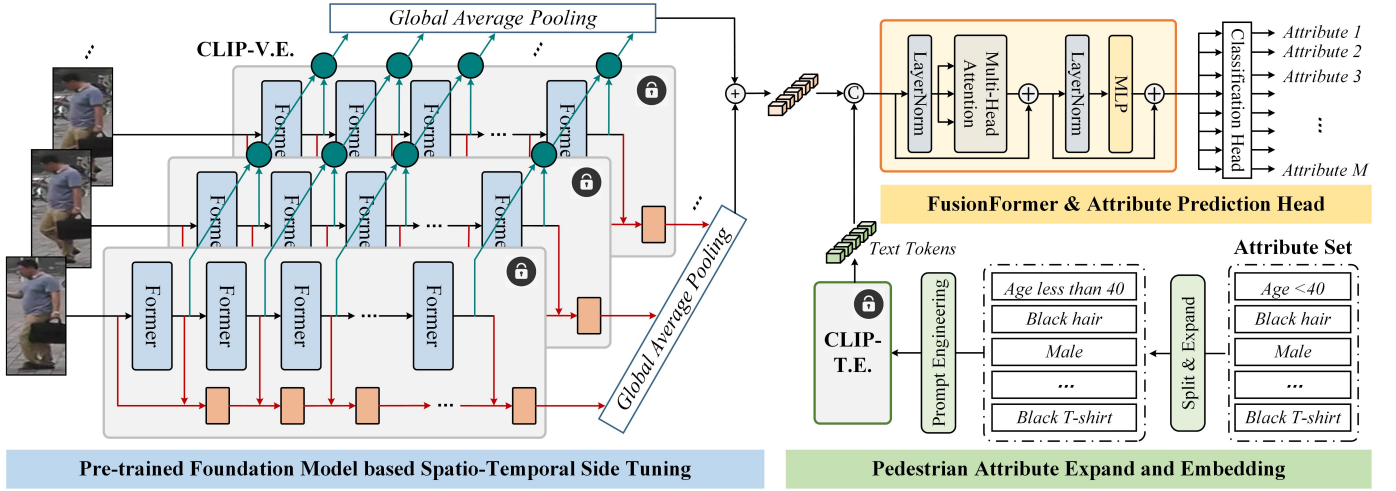 Global Average Pooling
CLIP-V.E.
Former
Former
Former
Former
Former
Former
Former
Former
Former
Former
Former
Former
...
...
...
Global Average Pooling
Pre-trained Foundation Model based Spatio-Temporal Side Tuning
+
C
LayerNorm
Multi-Head
Attention
+
LayerNorm
MLP
+
Classification Head
Attribute 1
Attribute 2
Attribute 3
...
Attribute M
FusionFormer & Attribute Prediction Head
Text Tokens
CLIP-
T.E.
Prompt Engineering
Age less than 40
Black hair
Male
...
Black T-shirt
Split & Expand
Attribute Set
Age <40
Black hair
Male
...
Black T-shirt
Pedestrian Attribute Expand and Embedding